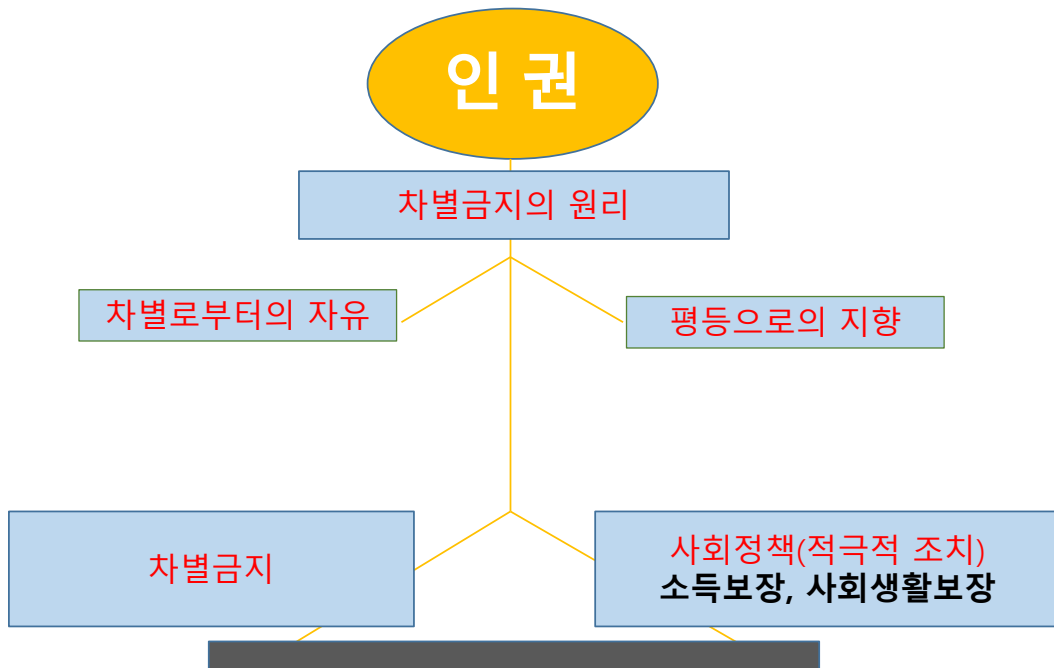 인 권
차별금지의 원리
차별로부터의 자유
평등으로의 지향
차별금지
사회정책(적극적 조치)
소득보장, 사회생활보장